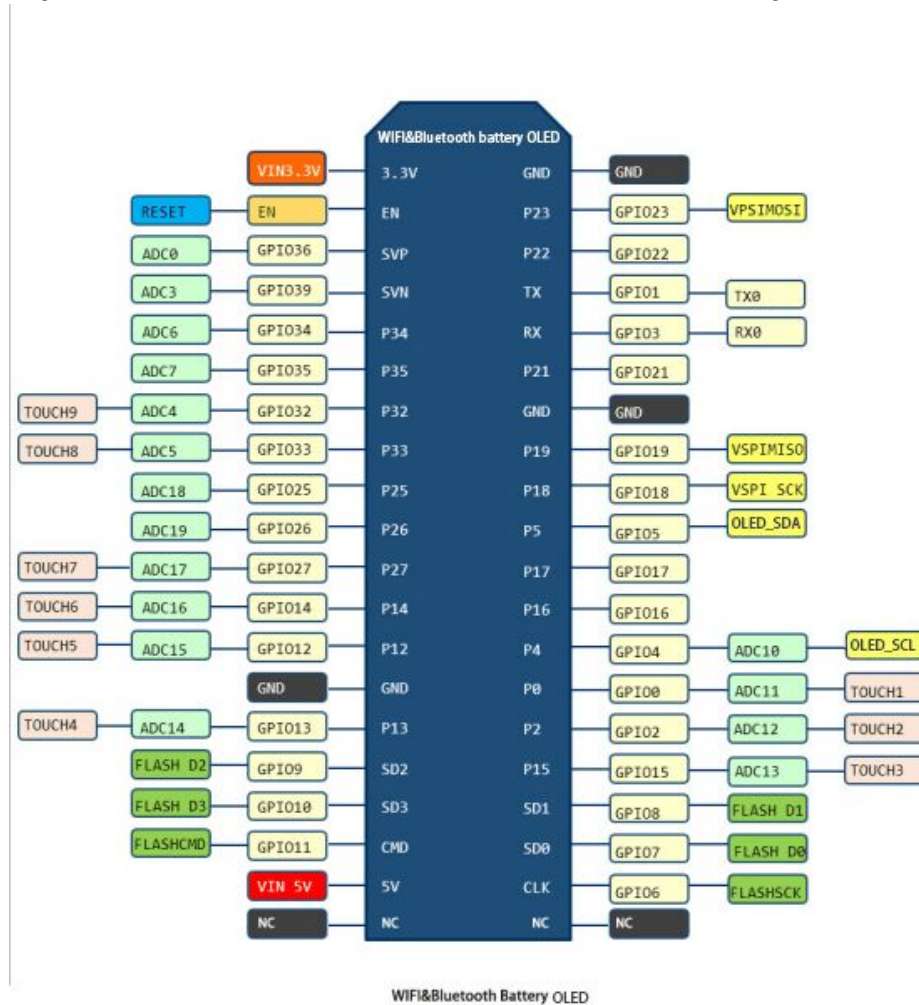 WIFI&Bluetooth battery OLED
VIN3.3V 3.3V GND GND
RESET EN EN P23 GPIO23 VPSIMOSI
ADC0 GPIO36 SVP P22 GPIO22
ADC3 GPIO39 SVN TX GPIO1 TX0
ADC6 GPIO34 P34 RX GPIO3 RX0
ADC7 GPIO35 P35 P21 GPIO21
TOUCH9 ADC4 GPIO32 P32 GND GND
TOUCH8 ADC5 GPIO33 P33 P19 GPIO19 VSPIMISO
ADC18 GPIO25 P25 P18 GPIO18 VSPI SCK
ADC19 GPIO26 P26 P5 GPIO5 OLED_SDA
TOUCH7 ADC17 GPIO27 P27 P17 GPIO17
TOUCH6 ADC16 GPIO14 P14 P16 GPIO16
TOUCH5 ADC15 GPIO12 P12 P4 GPIO4 ADC10 OLED_SCL
GND GND P0 GPIO0 ADC11 TOUCH1
TOUCH4 ADC14 GPIO13 P13 P2 GPIO2 ADC12 TOUCH2
FLASH D2 GPIO9 SD2 P15 GPIO15 ADC13 TOUCH3
FLASH D3 GPIO10 SD3 SD1 GPIO8 FLASH D1
FLASHCMD GPIO11 CMD SD0 GPIO7 FLASH D0
VIN 5V 5V CLK GPIO6 FLASHSCK
NC NC NC NC
WIFI&Bluetooth Battery OLED